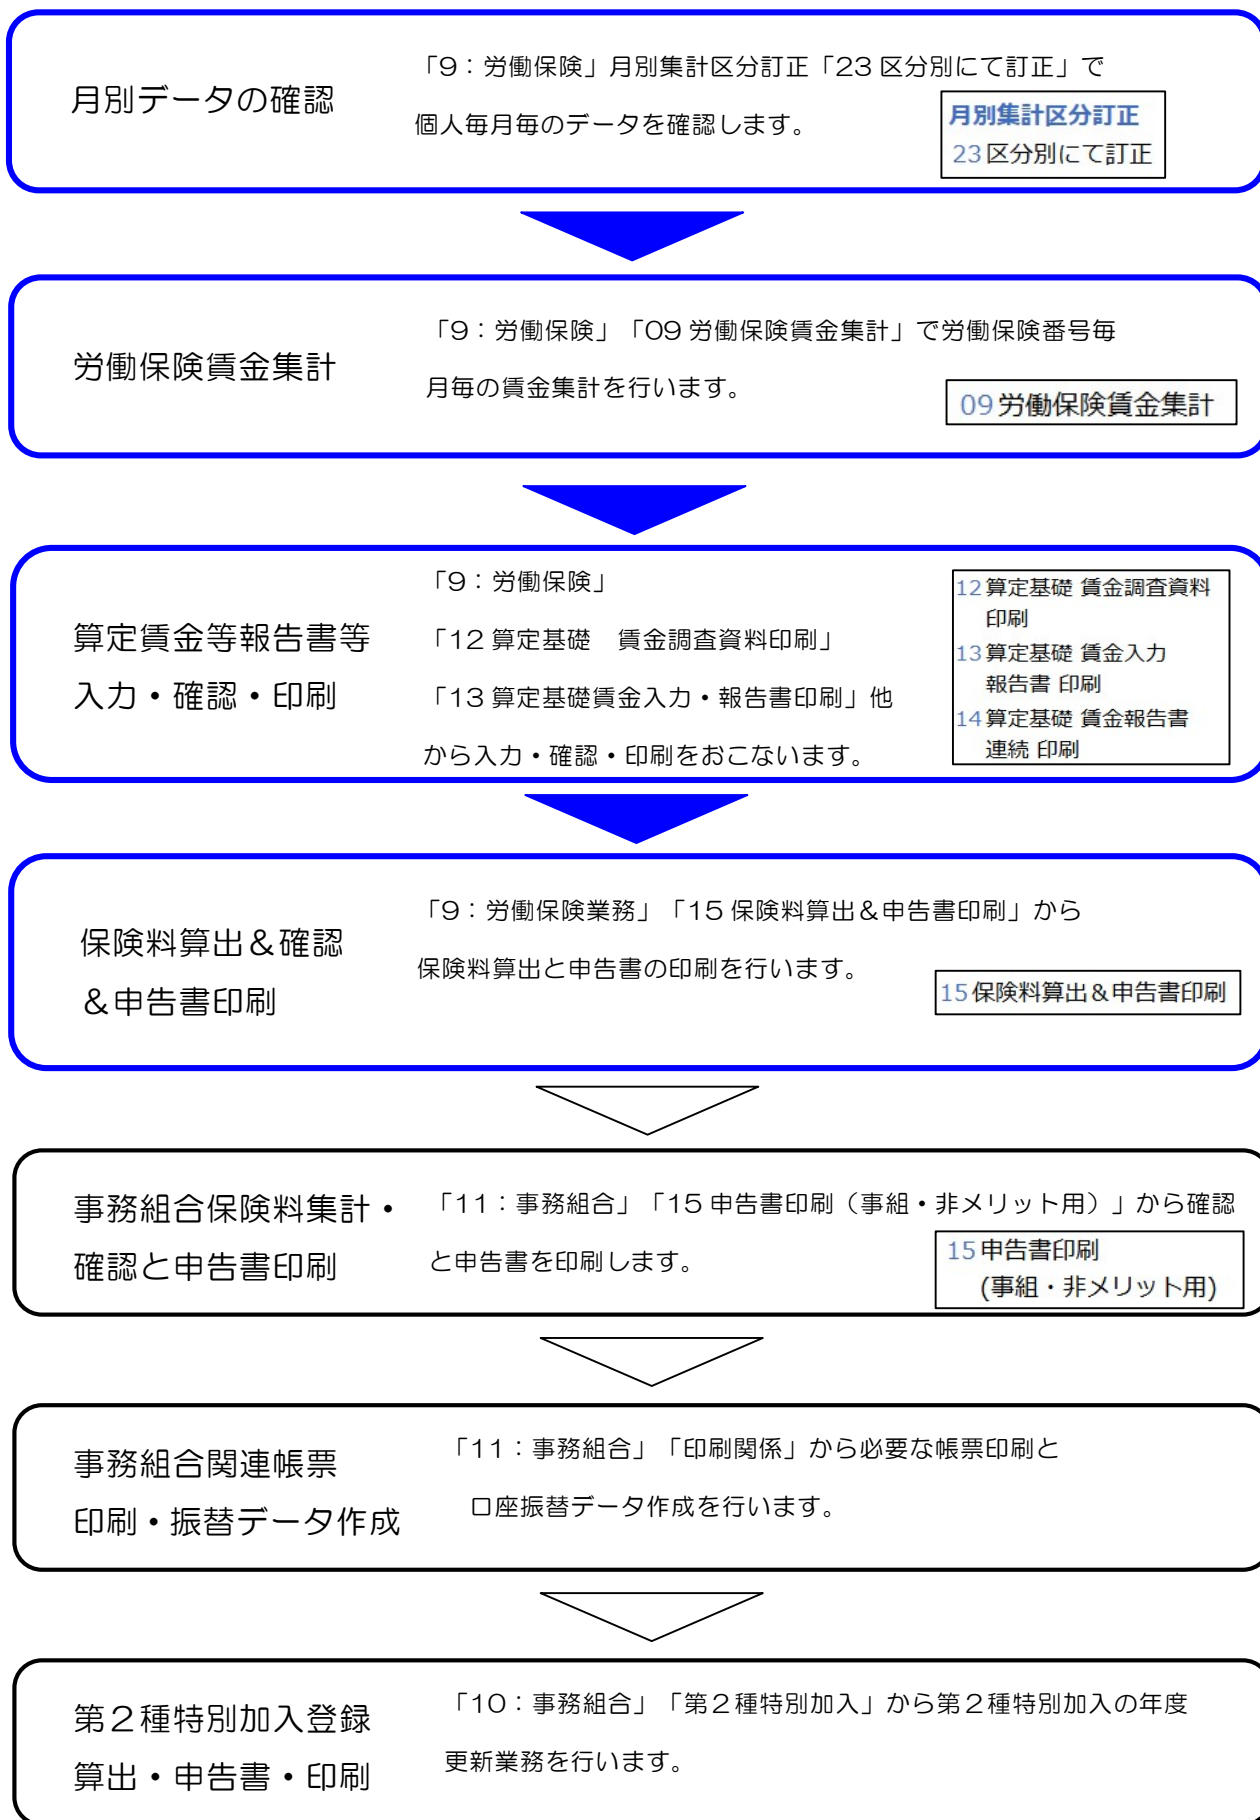 月別データの確認
「9:労働保険」月別集計区分訂正「23 区分別にて訂正」で
個人毎月毎のデータを確認します。
月別集計区分訂正
23 区分別にて訂正
労働保険賃金集計
「9:労働保険」「09 労働保険賃金集計」で労働保険番号毎
月毎の賃金集計を行います。
09 労働保険賃金集計
算定賃金等報告書等
入力・確認・印刷
「9:労働保険」
「12 算定基礎 賃金調査資料印刷」
「13 算定基礎賃金入力・報告書印刷」他
から入力・確認・印刷をおこないます。
12 算定基礎 賃金調査資料
印刷
13 算定基礎 賃金入力
報告書 印刷
14 算定基礎 賃金報告書
連続 印刷
保険料算出&確認
&申告書印刷
「9:労働保険業務」「15 保険料算出&申告書印刷」から
保険料算出と申告書の印刷を行います。
15 保険料算出&申告書印刷
事務組合保険料集計・
確認と申告書印刷
「11:事務組合」「15 申告書印刷(事組・非メリット用)」から確認
と申告書を印刷します。
15 申告書印刷
(事組・非メリット用)
事務組合関連帳票
印刷・振替データ作成
「11:事務組合」「印刷関係」から必要な帳票印刷と
口座振替データ作成を行います。
第2種特別加入登録
算出・申告書・印刷
「10:事務組合」「第2種特別加入」から第2種特別加入の年度
更新業務を行います。